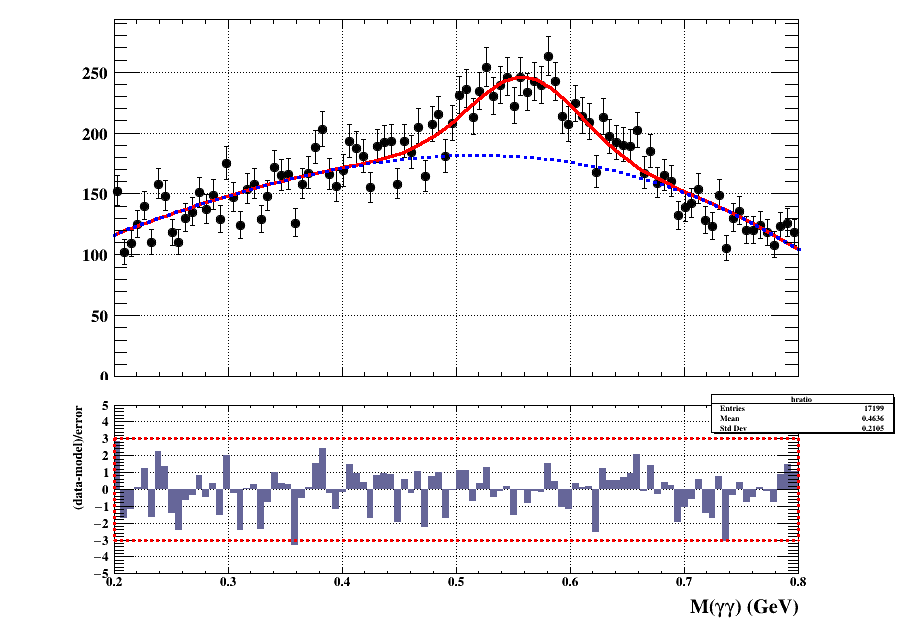 250
200
150
100
50
0
hratio
Entries 17199
Mean 0.4636
Std Dev 0.2105
(data-model)/error
5
4
3
2
1
0
−1
−2
−3
−4
−5
0.2 0.3 0.4 0.5 0.6 0.7 0.8
M(γγ) (GeV)